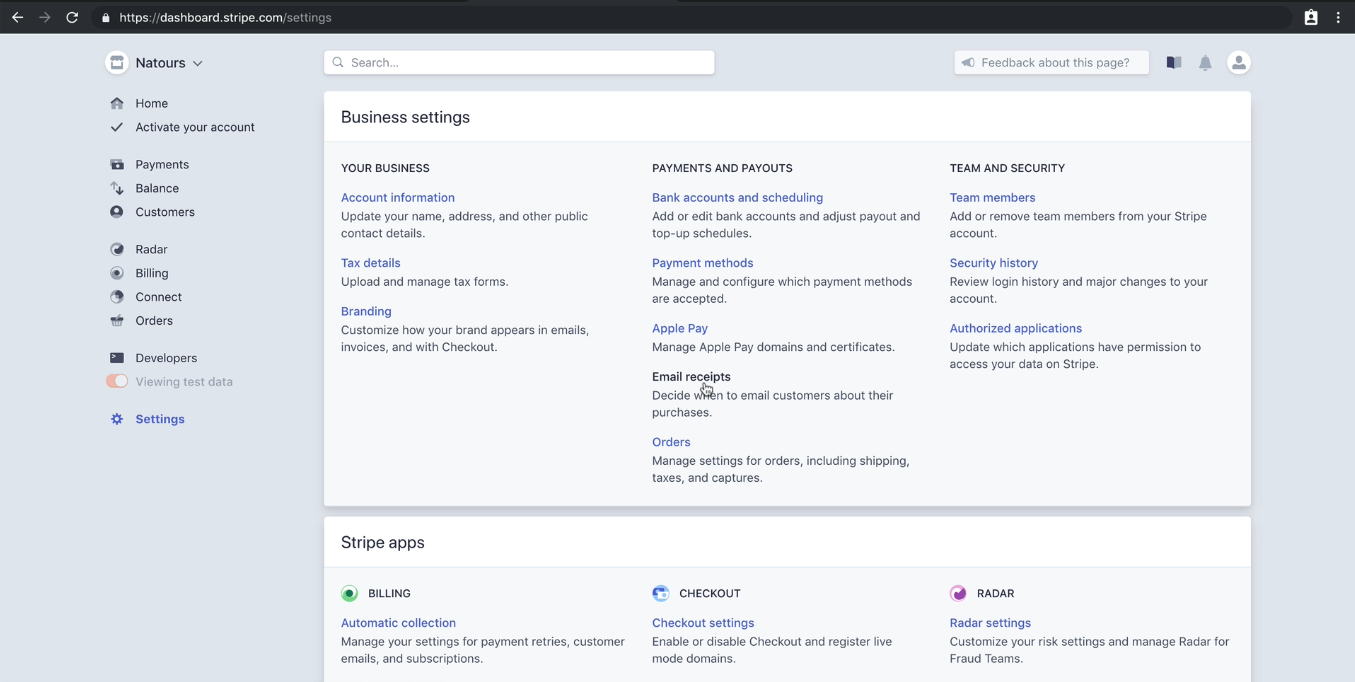 https://dashboard.stripe.com/settings
Natours
Search...
Feedback about this page?
Home
Activate your account
Payments
Balance
Customers
Radar
Billing
Connect
Orders
Developers
Viewing test data
Settings
Business settings
YOUR BUSINESS
Account information
Update your name, address, and other public
contact details.
Tax details
Upload and manage tax forms.
Branding
Customize how your brand appears in emails,
invoices, and with Checkout.
PAYMENTS AND PAYOUTS
Bank accounts and scheduling
Add or edit bank accounts and adjust payout and
top-up schedules.
Payment methods
Manage and configure which payment methods
are accepted.
Apple Pay
Manage Apple Pay domains and certificates.
Email receipts
Decide when to email customers about their
purchases.
Orders
Manage settings for orders, including shipping,
taxes, and captures.
TEAM AND SECURITY
Team members
Add or remove team members from your Stripe
account.
Security history
Review login history and major changes to your
account.
Authorized applications
Update which applications have permission to
access your data on Stripe.
Stripe apps
BILLING
Automatic collection
Manage your settings for payment retries, customer
emails, and subscriptions.
CHECKOUT
Checkout settings
Enable or disable Checkout and register live
mode domains.
RADAR
Radar settings
Customize your risk settings and manage Radar for
Fraud Teams.